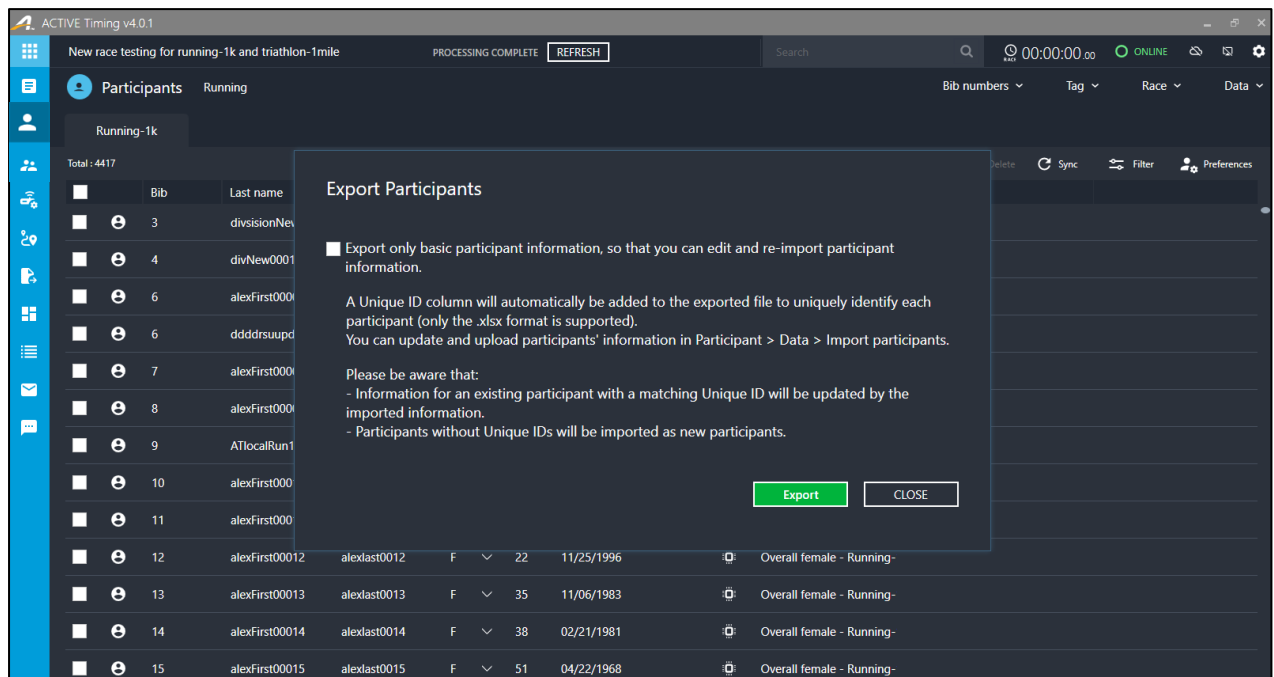 ACTIVE Timing v4.0.1
New race testing for running-1k and triathlon-1mile PROCESSING COMPLETE REFRESH Search RACE 00:00:00.00 ONLINE
Participants Running Bib numbers Tag Race Data
Running-1k
Total : 4417 Delete Sync Filter Preferences
Bib Last name
Export Participants
3 divsisionNe
4 divNew0001
6 alexFirst000
6 ddddrsuupd
7 alexFirst000
8 alexFirst000
9 ATlocalRun1
10 alexFirst000
11 alexFirst000
Export only basic participant information, so that you can edit and re-import participant
information.
A Unique ID column will automatically be added to the exported file to uniquely identify each
participant (only the .xlsx format is supported).
You can update and upload participants' information in Participant > Data > Import participants.
Please be aware that:
- Information for an existing participant with a matching Unique ID will be updated by the
imported information.
- Participants without Unique IDs will be imported as new participants.
Export CLOSE
12 alexFirst00012 alexlast0012 F 22 11/25/1996 Overall female - Running-
13 alexFirst00013 alexlast0013 F 35 11/06/1983 Overall female - Running-
14 alexFirst00014 alexlast0014 F 38 02/21/1981 Overall female - Running-
15 alexFirst00015 alexlast0015 F 51 04/22/1968 Overall female - Running-